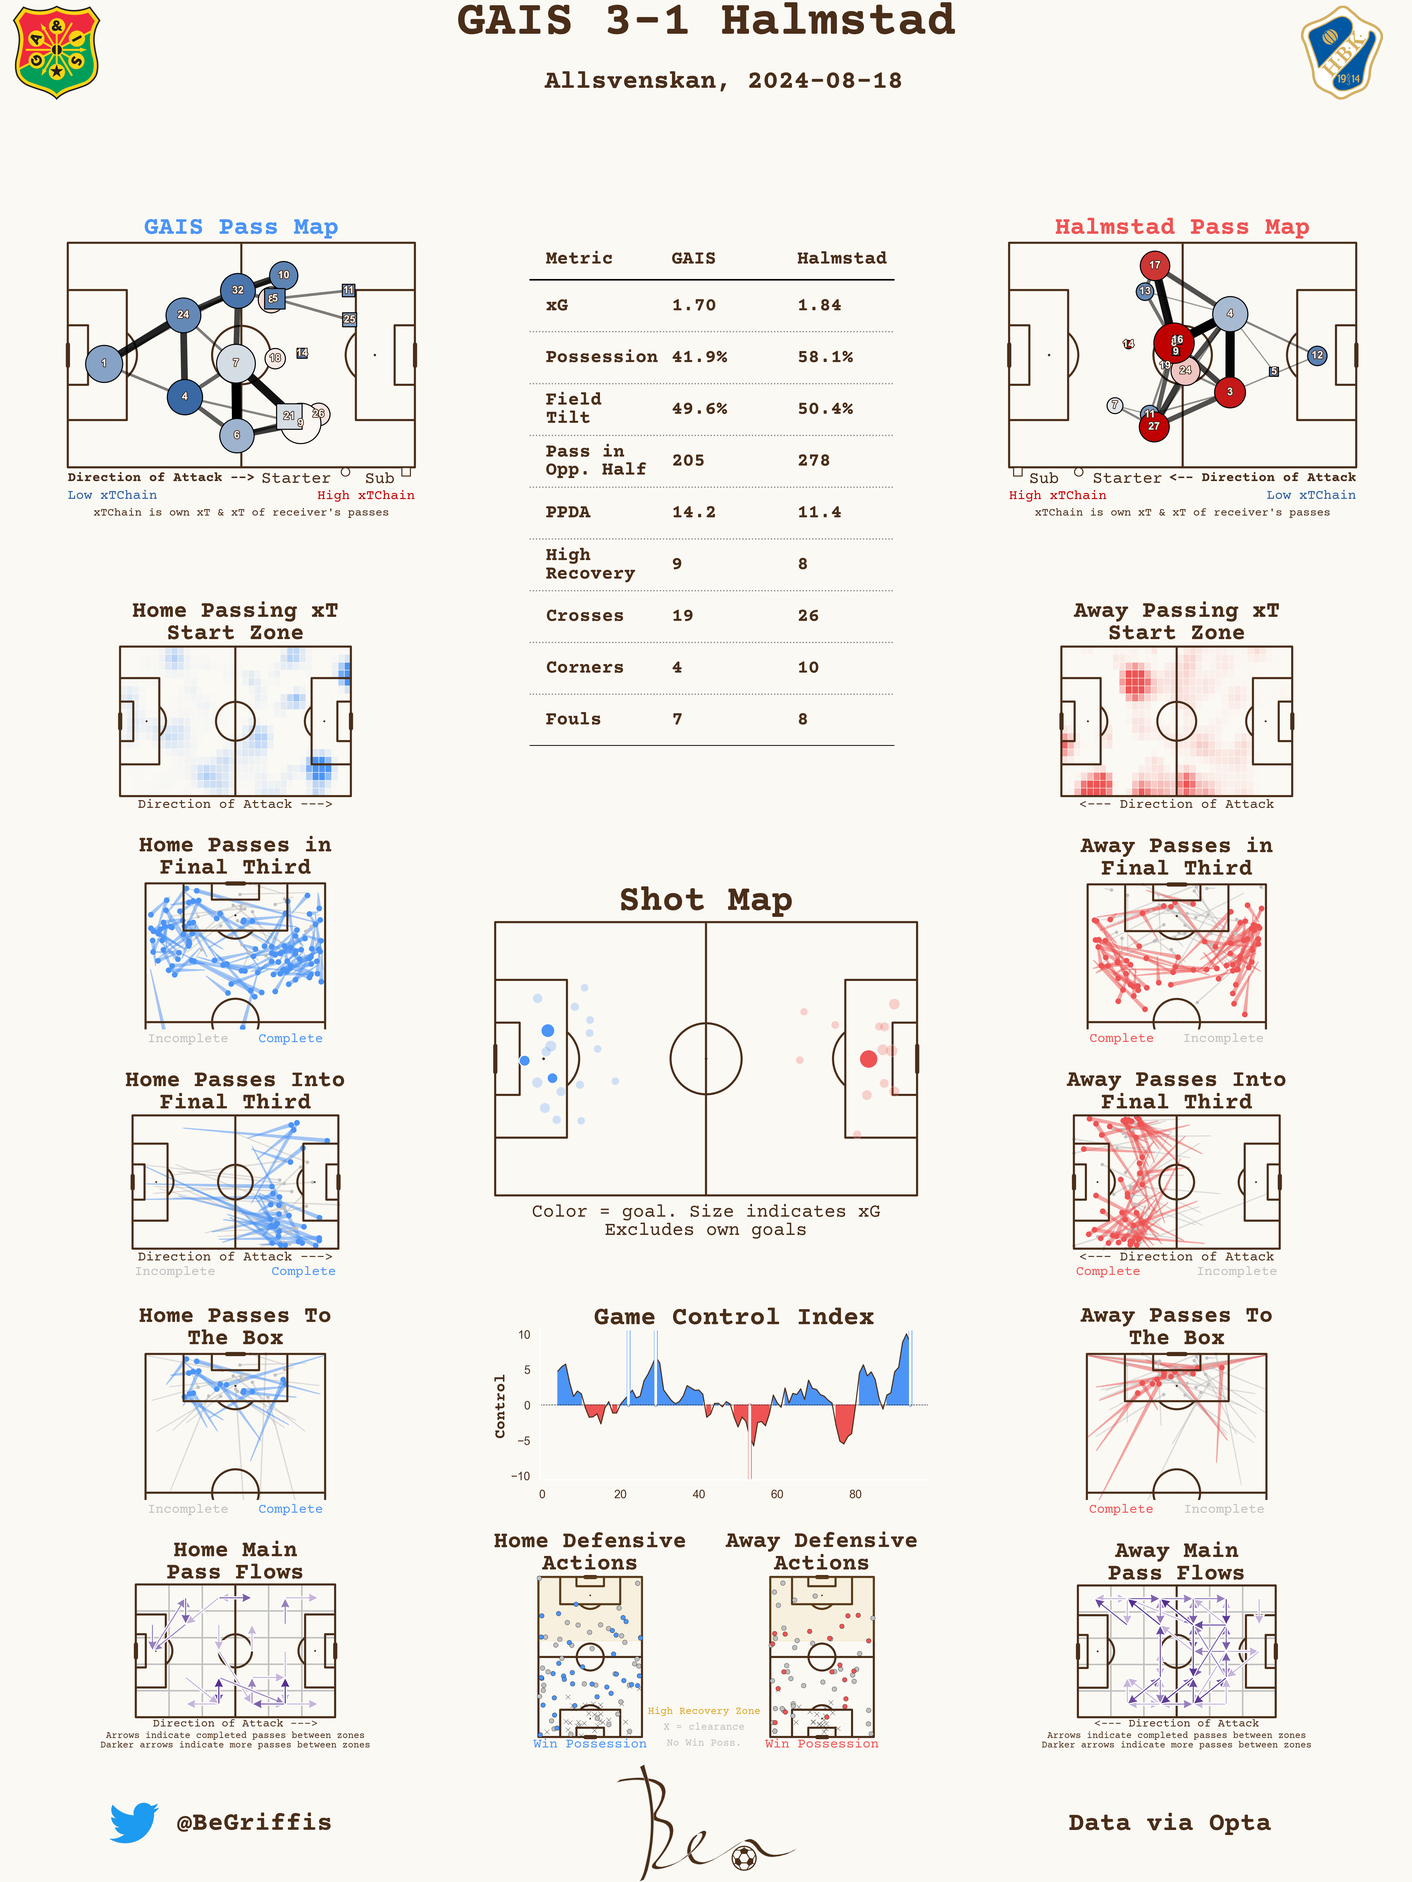 GAIS 3-1 Halmstad
Allsvenskan, 2024-08-18
G A & I S
H.B.K.
19 14
GAIS Pass Map
10
32
11
8
5
24
25
1
7
18
14
4
21
26
9
6
Direction of Attack --> Starter Sub
Low xTChain High xTChain
xTChain is own xT & xT of receiver's passes
Metric GAIS Halmstad
xG 1.70 1.84
Possession 41.9% 58.1%
Field
Tilt 49.6% 50.4%
Pass in
Opp. Half 205 278
PPDA 14.2 11.4
High
Recovery 9 8
Crosses 19 26
Corners 4 10
Fouls 7 8
Halmstad Pass Map
17
13
4
14
16
9
12
19
24
5
3
7
11
27
Sub Starter <-- Direction of Attack
High xTChain Low xTChain
xTChain is own xT & xT of receiver's passes
Home Passing xT
Start Zone
Direction of Attack --->
Away Passing xT
Start Zone
<--- Direction of Attack
Home Passes in
Final Third
Incomplete Complete
Away Passes in
Final Third
Complete Incomplete
Shot Map
Color = goal. Size indicates xG
Excludes own goals
Home Passes Into
Final Third
Direction of Attack --->
Incomplete Complete
Away Passes Into
Final Third
<--- Direction of Attack
Complete Incomplete
Home Passes To
The Box
Incomplete Complete
Game Control Index
Control
10
5
0
−5
−10
0 20 40 60 80
Away Passes To
The Box
Complete Incomplete
Home Main
Pass Flows
Direction of Attack --->
Arrows indicate completed passes between zones
Darker arrows indicate more passes between zones
Home Defensive
Actions
Win Possession
High Recovery Zone
X = clearance
No Win Poss.
Away Defensive
Actions
Win Possession
Away Main
Pass Flows
<--- Direction of Attack
Arrows indicate completed passes between zones
Darker arrows indicate more passes between zones
@BeGriffis
Ben
Data via Opta